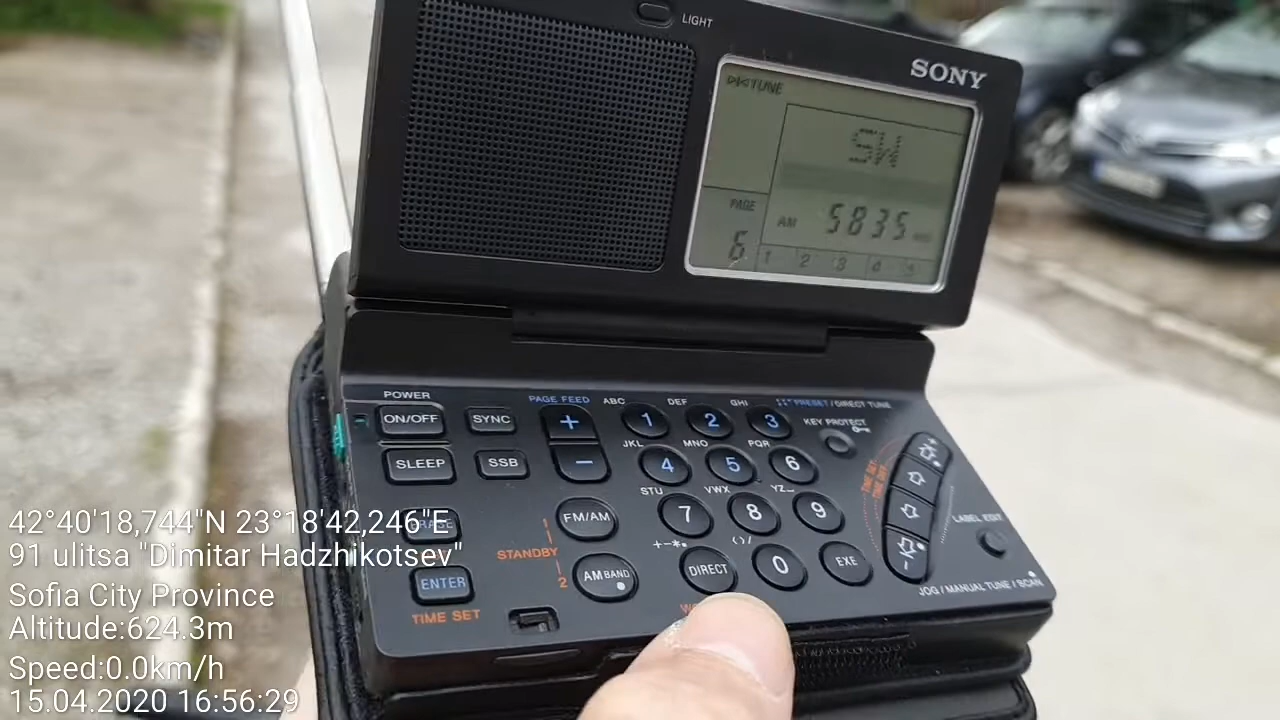 LIGHT
SONY
TUNE
SW
PAGE
6
AM 5835
1 2 3 4 5
POWER
ON/OFF
SYNC
SLEEP
SSB
PAGE FEED
+
−
ABC DEF GHI
1 2 3
JKL MNO PQR
4 5 6
STU VWX YZ_
7 8 9
+−*• ()/
DIRECT 0 EXE
PRESET/DIRECT TUNE
KEY PROTECT
FM/AM
STANDBY
1
2
AM BAND
ENTER
TIME SET
LABEL EDIT
JOG/MANUAL TUNE/SCAN
42°40'18,744"N 23°18'42,246"E
91 ulitsa "Dimitar Hadzhikotsev"
Sofia City Province
Altitude:624.3m
Speed:0.0km/h
15.04.2020 16:56:29